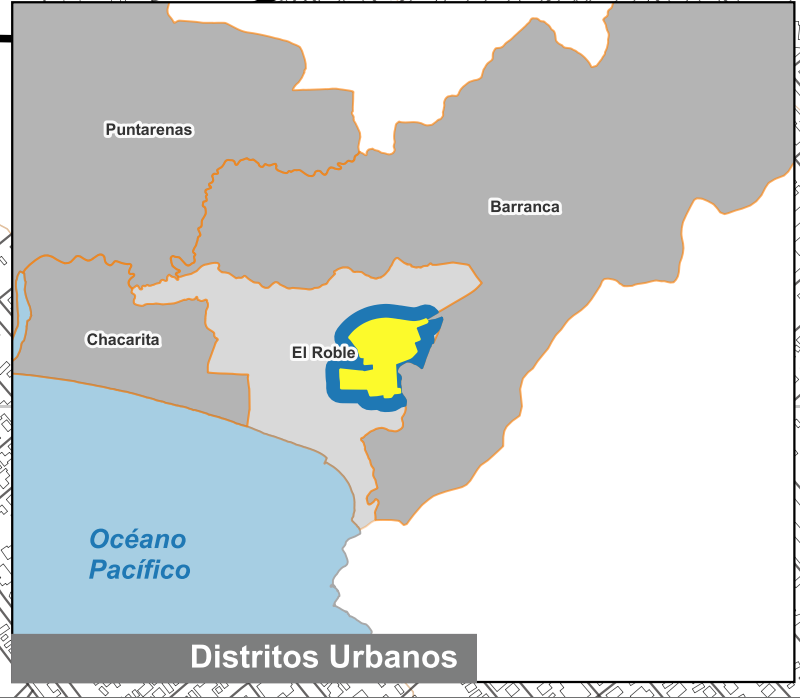 Puntarenas
Barranca
Chacarita
El Roble
Océano
Pacífico
Distritos Urbanos